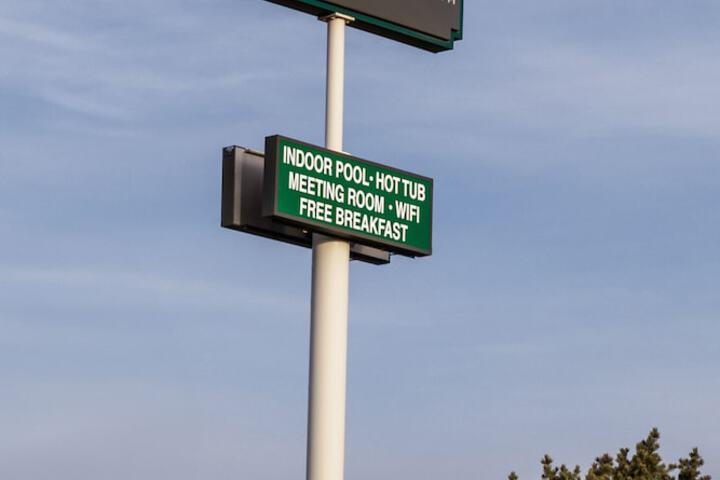 INDOOR POOL • HOT TUB
MEETING ROOM • WIFI
FREE BREAKFAST